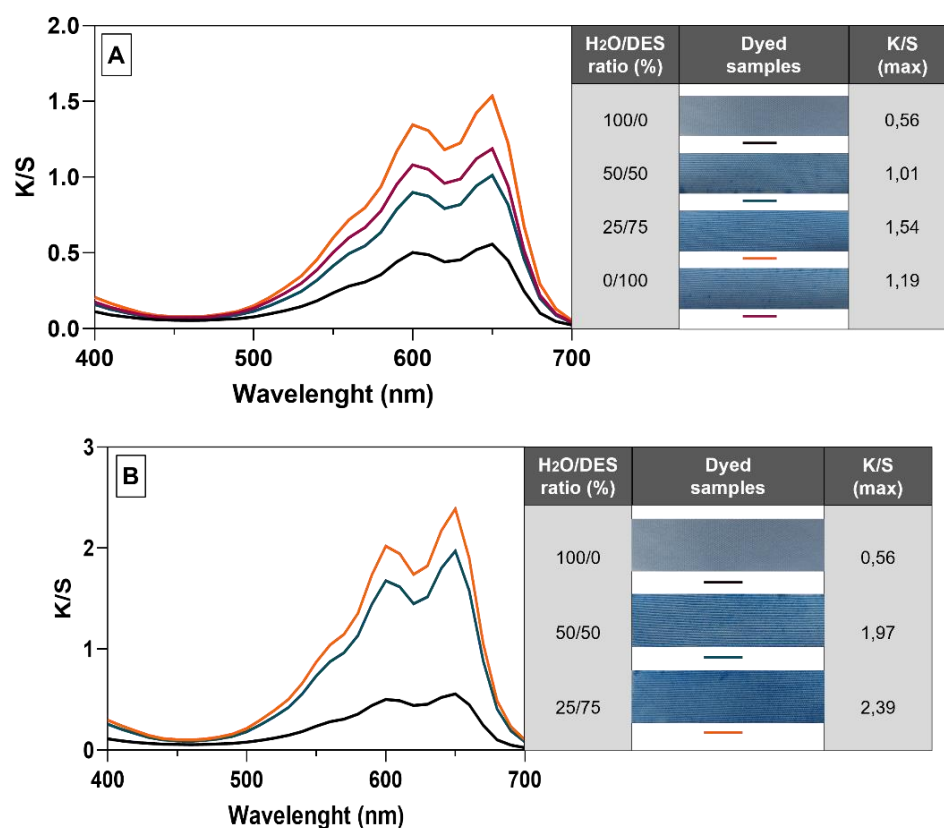 A
2.0
1.5
1.0
0.5
0.0
K/S
400
500
600
700
Wavelenght (nm)
H2O/DES ratio (%)
Dyed samples
K/S (max)
100/0
0,56
50/50
1,01
25/75
1,54
0/100
1,19
B
3
2
1
0
K/S
400
500
600
700
Wavelenght (nm)
H2O/DES ratio (%)
Dyed samples
K/S (max)
100/0
0,56
50/50
1,97
25/75
2,39